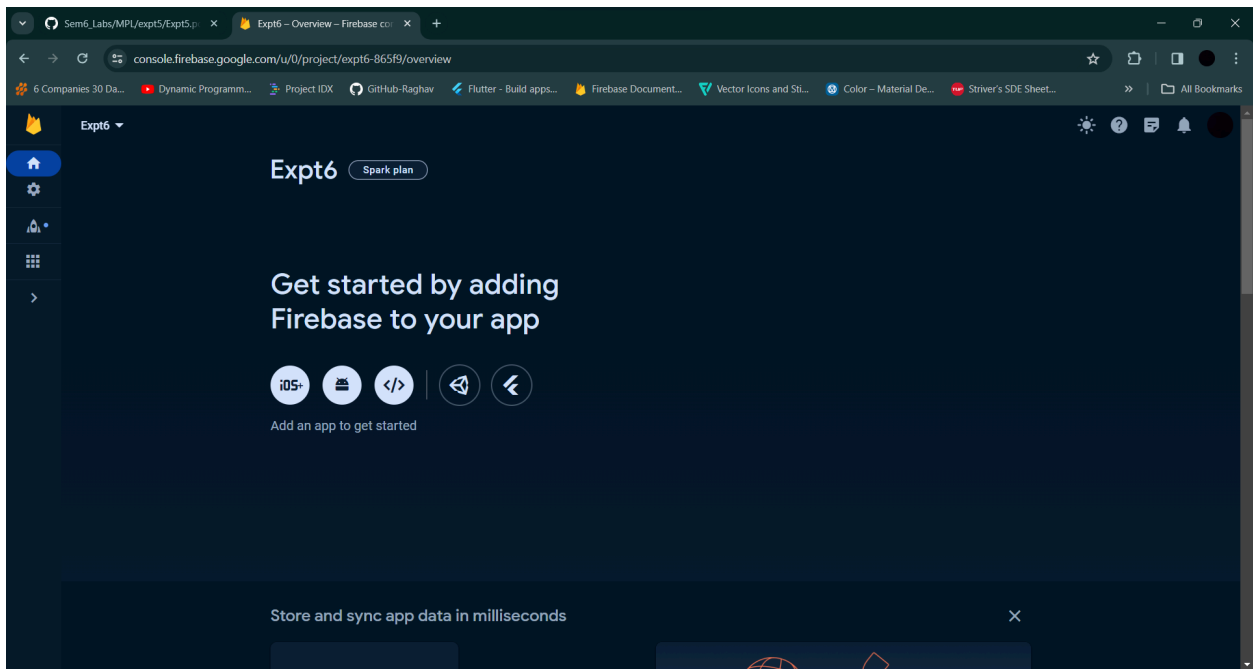 Sem6_Labs/MPL/expt5/Expt5.p
Expt6 – Overview – Firebase con
console.firebase.google.com/u/0/project/expt6-865f9/overview
6 Companies 30 Da...
Dynamic Programm...
Project IDX
GitHub-Raghav
Flutter - Build apps...
Firebase Document...
Vector Icons and Sti...
Color – Material De...
Striver's SDE Sheet...
All Bookmarks
Expt6
Expt6
Spark plan
Get started by adding
Firebase to your app
iOS+
</>
Add an app to get started
Store and sync app data in milliseconds